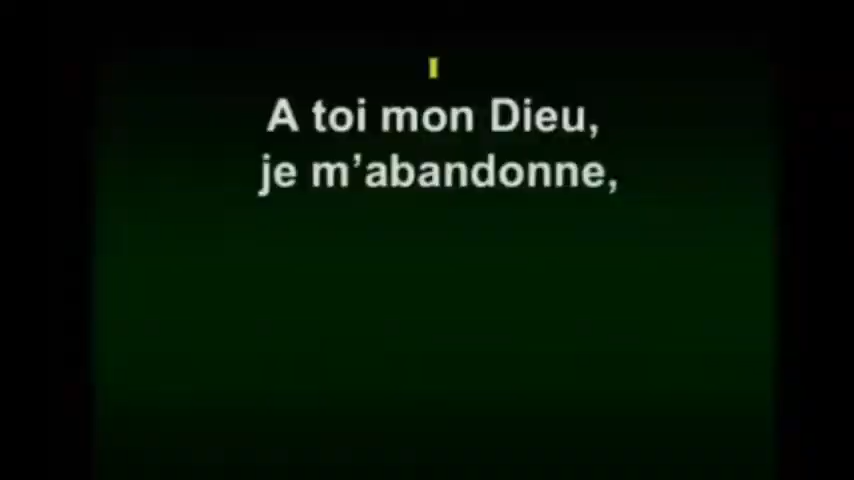 I
A toi mon Dieu,
je m’abandonne,